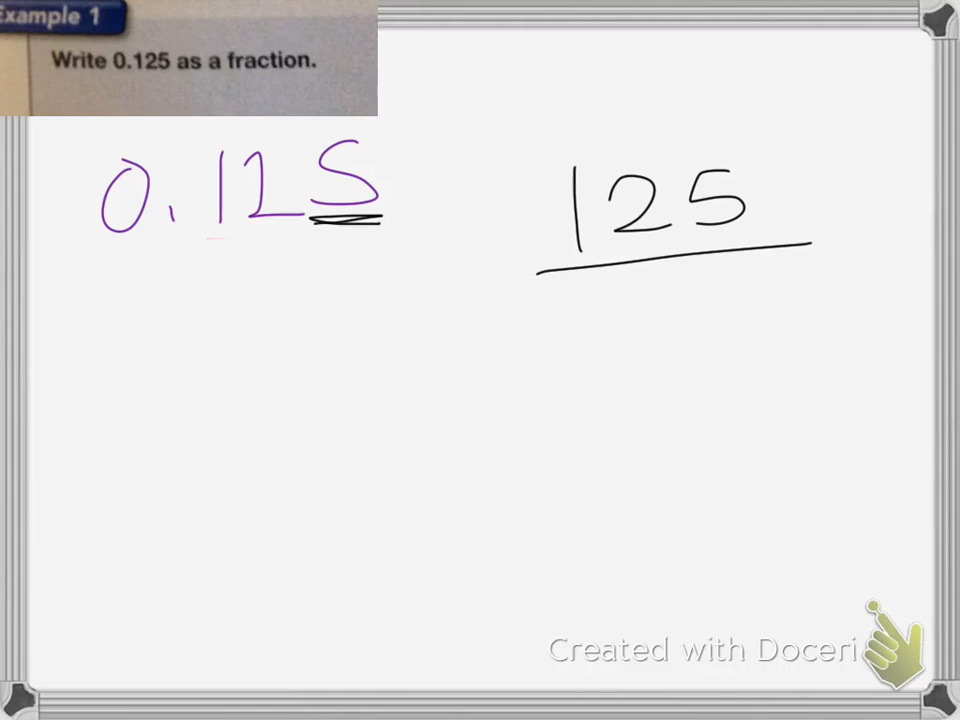 Example 1
Write 0.125 as a fraction.
0.125
125
Created with Doceri